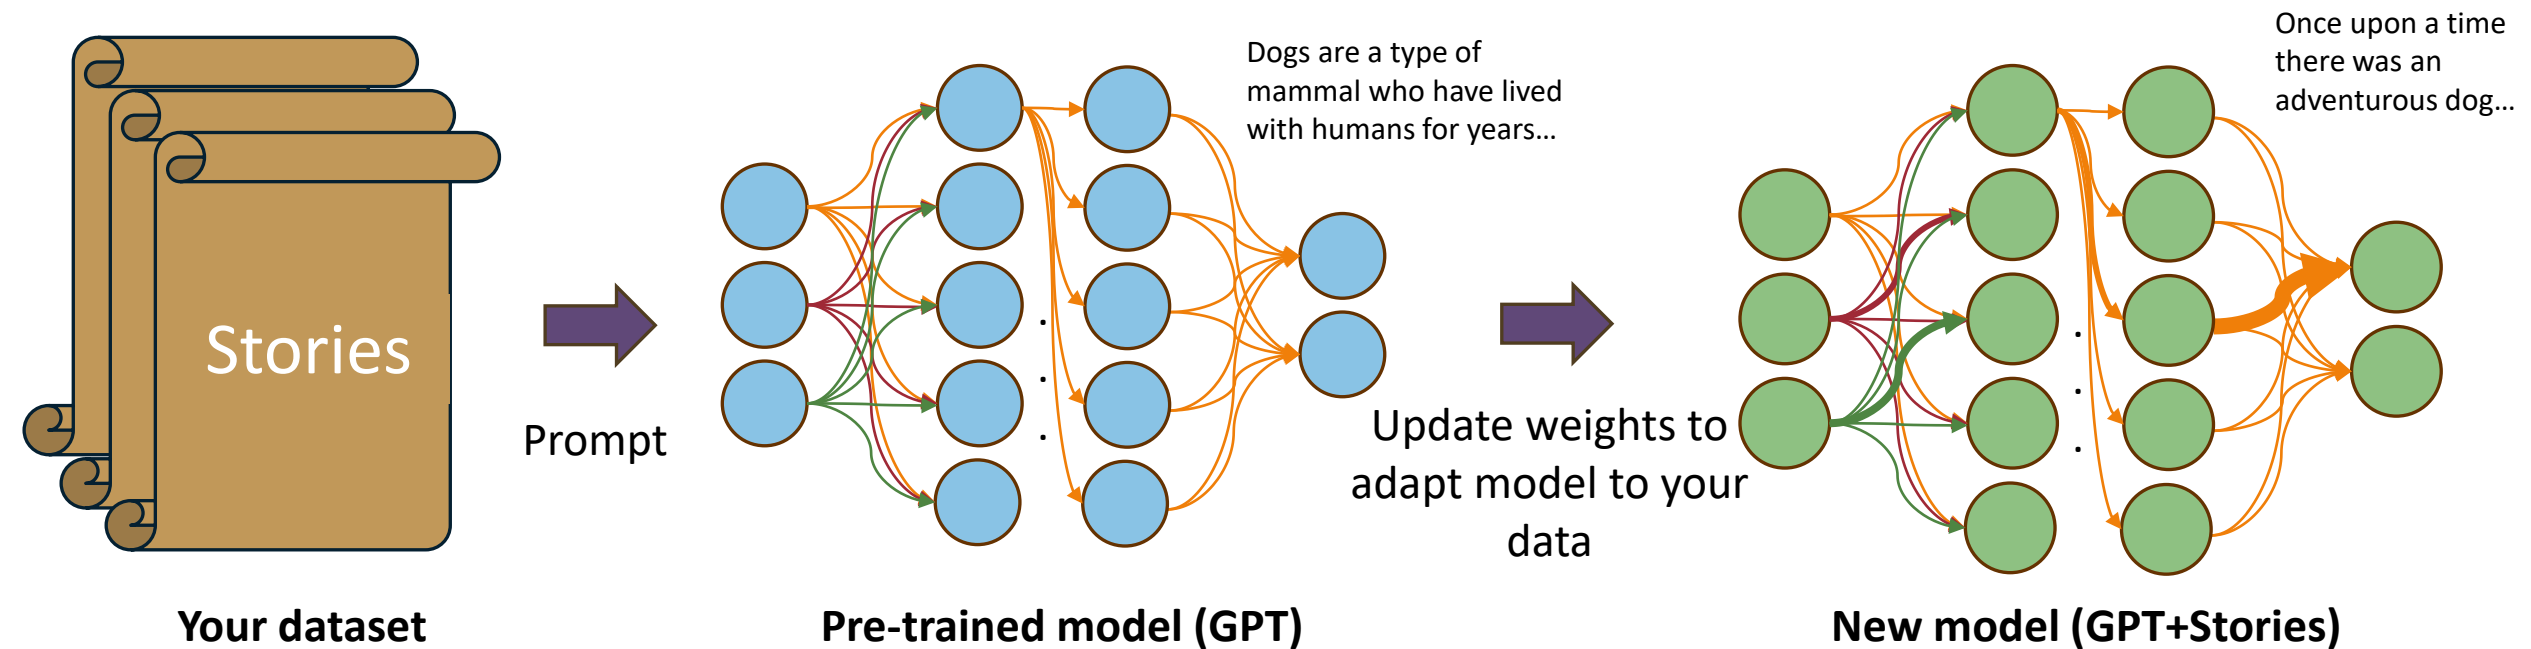 Stories
Your dataset
Prompt
Dogs are a type of
mammal who have lived
with humans for years…
Pre-trained model (GPT)
Update weights to
adapt model to your
data
Once upon a time
there was an
adventurous dog…
New model (GPT+Stories)